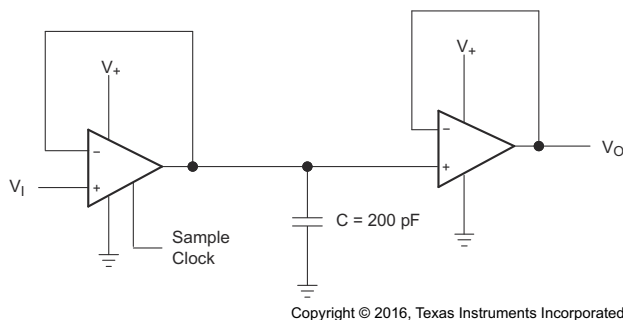 V+
V+
−
+
VI
−
+
VO
Sample
Clock
C = 200 pF
Copyright © 2016, Texas Instruments Incorporated